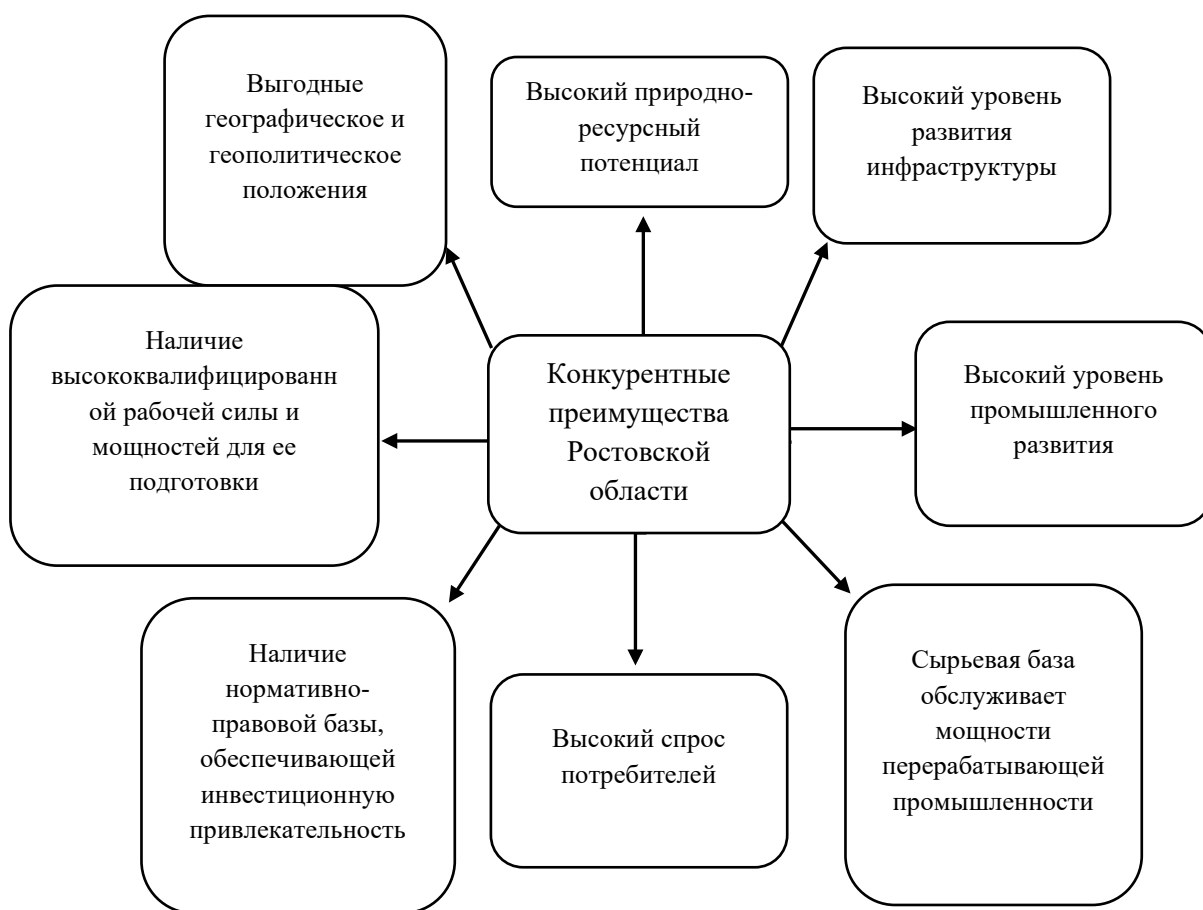 Выгодные
географическое и
геополитическое
положения
Высокий природно-
ресурсный
потенциал
Высокий уровень
развития
инфраструктуры
Наличие
высококвалифицированн
ой рабочей силы и
мощностей для ее
подготовки
Конкурентные
преимущества
Ростовской
области
Высокий уровень
промышленного
развития
Наличие
нормативно-
правовой базы,
обеспечивающей
инвестиционную
привлекательность
Высокий спрос
потребителей
Сырьевая база
обслуживает
мощности
перерабатывающей
промышленности